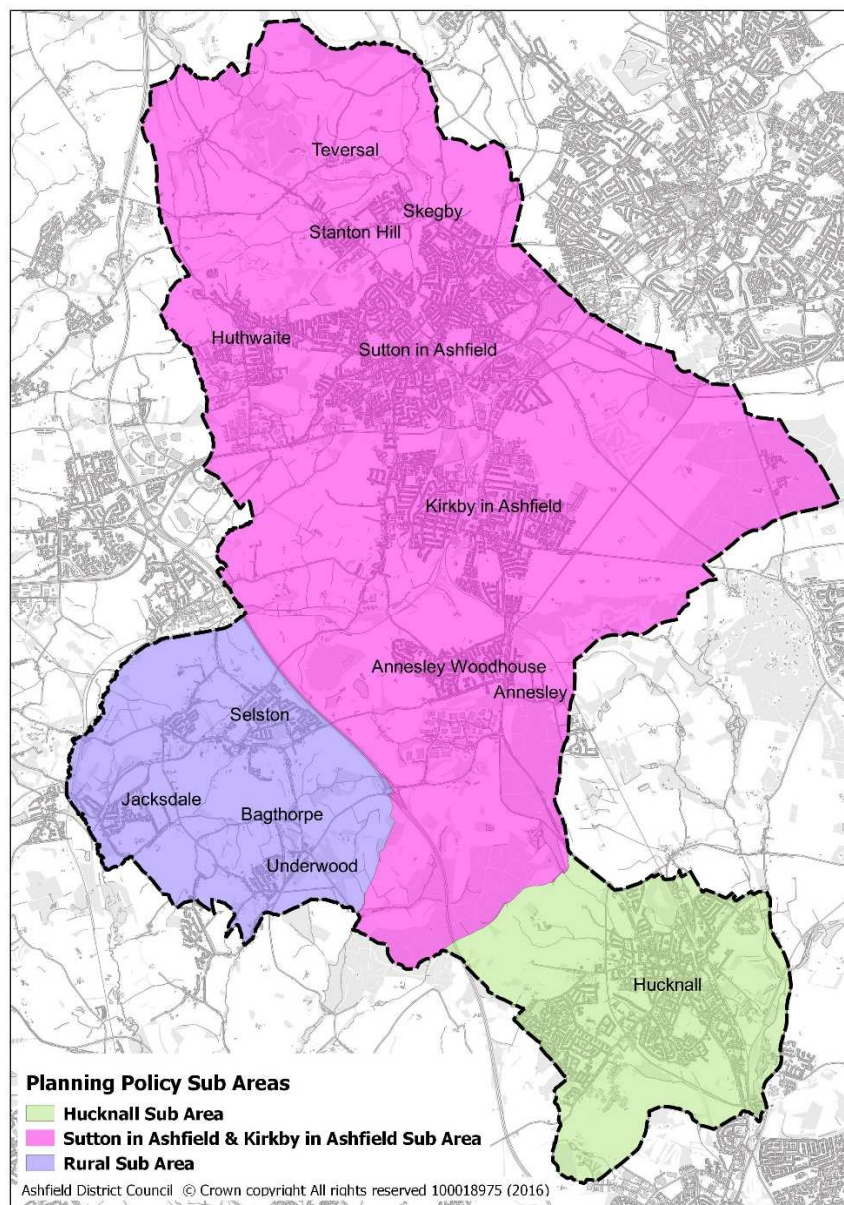 Teversal
Skegby
Stanton Hill
Huthwaite
Sutton in Ashfield
Kirkby in Ashfield
Annesley Woodhouse
Annesley
Selston
Jacksdale
Bagthorpe
Underwood
Hucknall
Planning Policy Sub Areas
Hucknall Sub Area
Sutton in Ashfield & Kirkby in Ashfield Sub Area
Rural Sub Area
Ashfield District Council © Crown copyright All rights reserved 100018975 (2016)